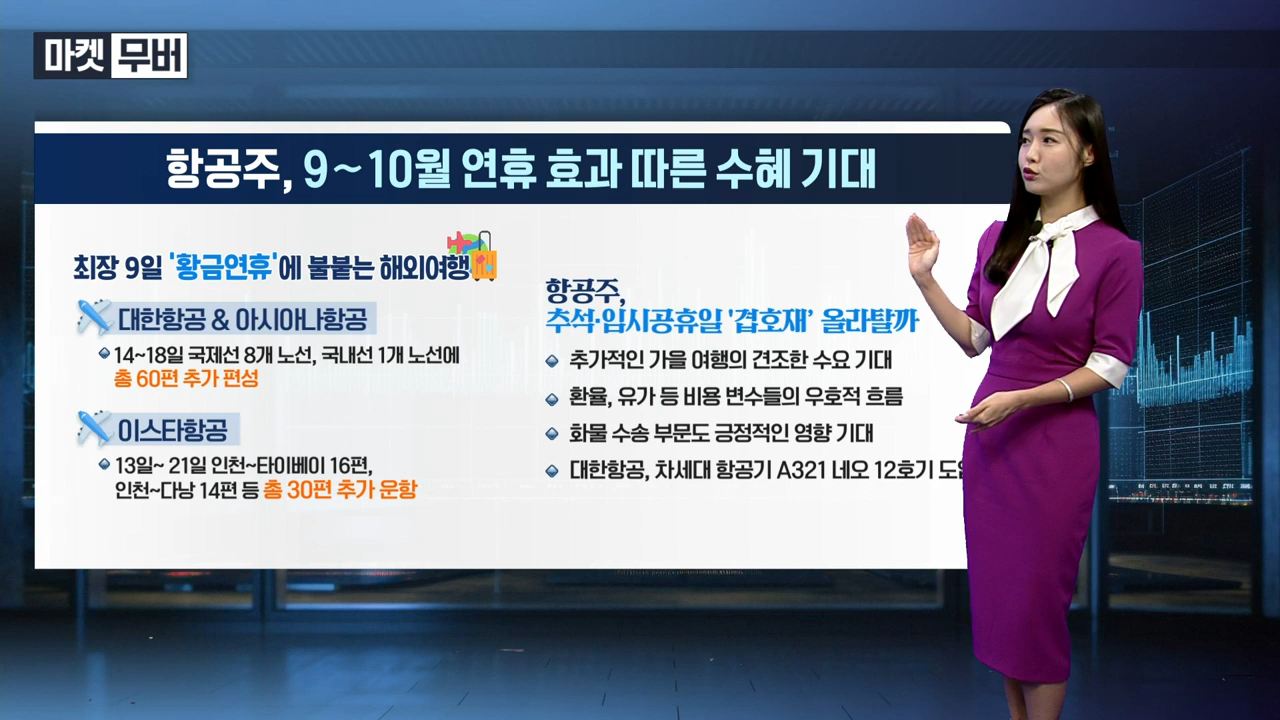 마켓 무버
항공주, 9~10월 연휴 효과 따른 수혜 기대
최장 9일 '황금연휴'에 불붙는 해외여행
대한항공 & 아시아나항공
14~18일 국제선 8개 노선, 국내선 1개 노선에
총 60편 추가 편성
이스타항공
13일~ 21일 인천~타이베이 16편,
인천~다낭 14편 등 총 30편 추가 운항
항공주,
추석·임시공휴일 '겹호재' 올라탈까
추가적인 가을 여행의 견조한 수요 기대
환율, 유가 등 비용 변수들의 우호적 흐름
화물 수송 부문도 긍정적인 영향 기대
대한항공, 차세대 항공기 A321 네오 12호기